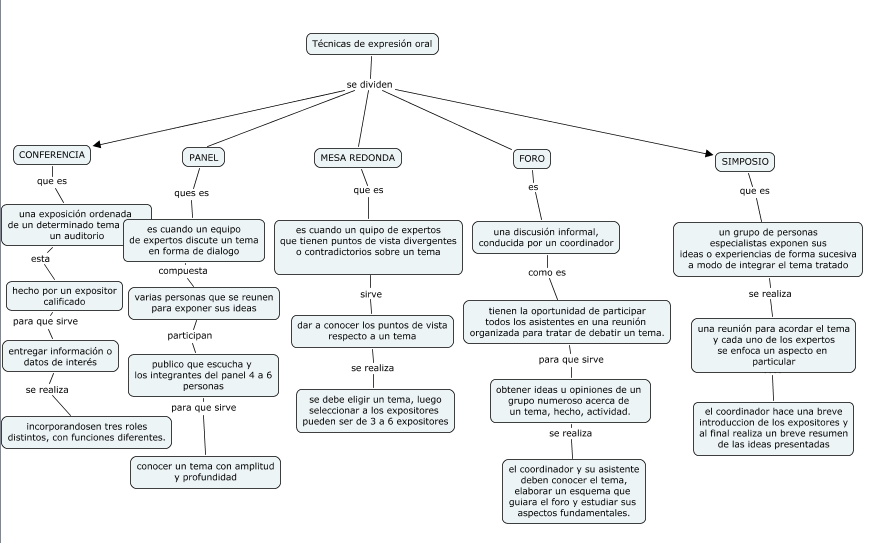 Técnicas de expresión oral
se dividen
CONFERENCIA
que es
una exposición ordenada
de un determinado tema
un auditorio
esta
hecho por un expositor
calificado
para que sirve
entregar información o
datos de interés
se realiza
incorporandosen tres roles
distintos, con funciones diferentes.
PANEL
ques es
es cuando un equipo
de expertos discute un tema
en forma de dialogo
compuesta
varias personas que se reunen
para exponer sus ideas
participan
publico que escucha y
los integrantes del panel 4 a 6
personas
para que sirve
conocer un tema con amplitud
y profundidad
MESA REDONDA
que es
es cuando un quipo de expertos
que tienen puntos de vista divergentes
o contradictorios sobre un tema
sirve
dar a conocer los puntos de vista
respecto a un tema
se realiza
se debe eligir un tema, luego
seleccionar a los expositores
pueden ser de 3 a 6 expositores
FORO
es
una discusión informal,
conducida por un coordinador
como es
tienen la oportunidad de participar
todos los asistentes en una reunión
organizada para tratar de debatir un tema.
para que sirve
obtener ideas u opiniones de un
grupo numeroso acerca de
un tema, hecho, actividad.
se realiza
el coordinador y su asistente
deben conocer el tema,
elaborar un esquema que
guiara el foro y estudiar sus
aspectos fundamentales.
SIMPOSIO
que es
un grupo de personas
especialistas exponen sus
ideas o experiencias de forma sucesiva
a modo de integrar el tema tratado
se realiza
una reunión para acordar el tema
y cada uno de los expertos
se enfoca un aspecto en
particular
el coordinador hace una breve
introduccion de los expositores y
al final realiza un breve resumen
de las ideas presentadas